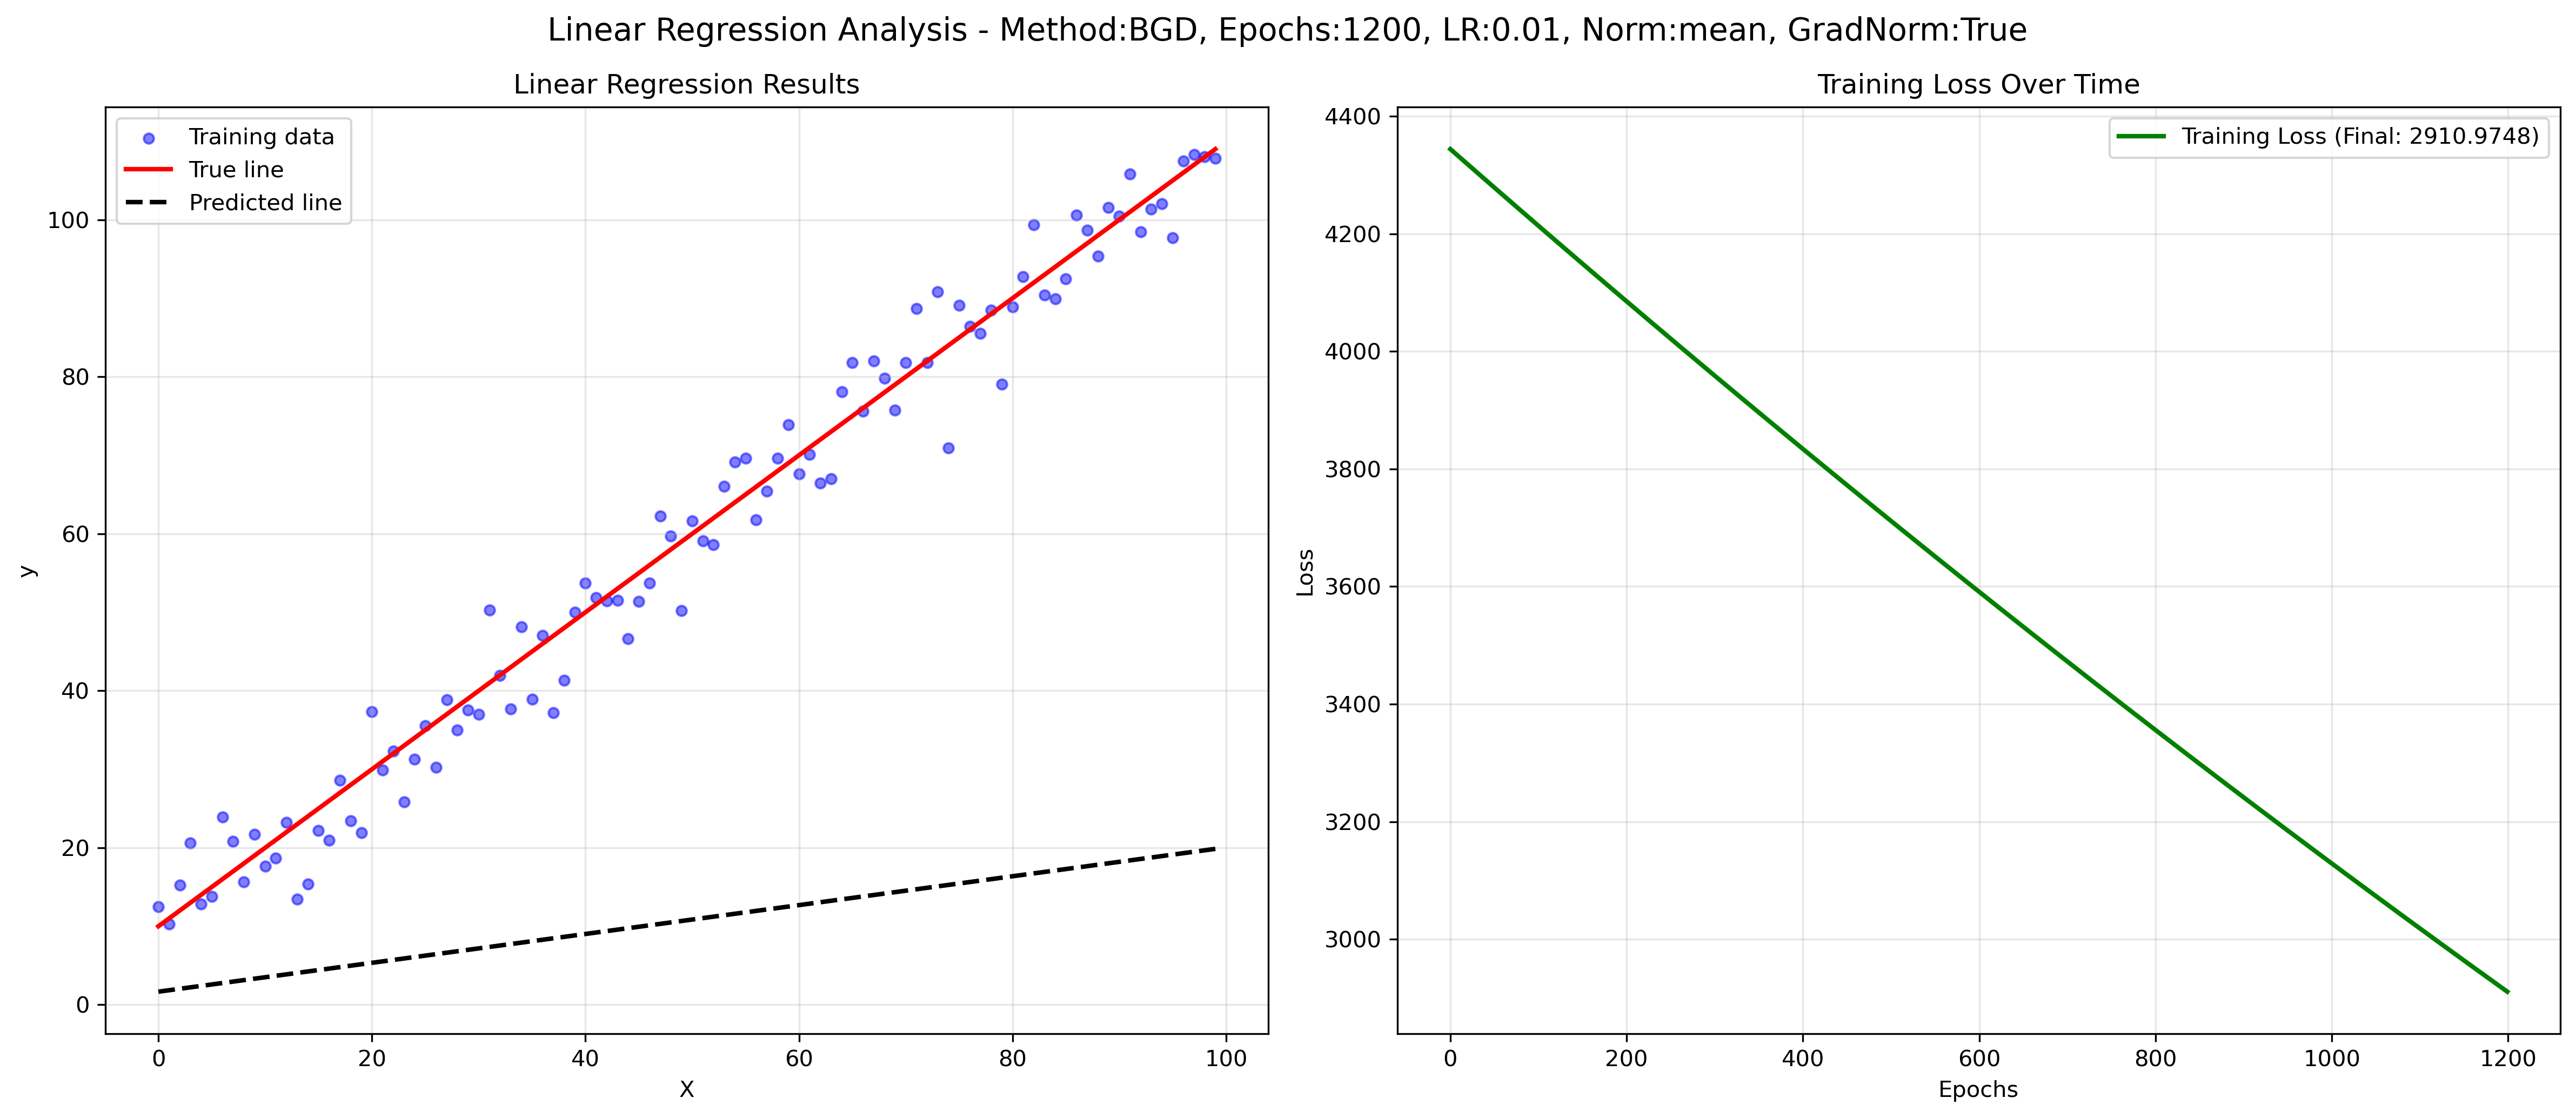 Linear Regression Analysis - Method:BGD, Epochs:1200, LR:0.01, Norm:mean, GradNorm:True
Linear Regression Results
Training data
True line
Predicted line
100
80
60
40
20
0
y
0 20 40 60 80 100
X
Training Loss Over Time
Training Loss (Final: 2910.9748)
4400
4200
4000
3800
3600
3400
3200
3000
Loss
0 200 400 600 800 1000 1200
Epochs